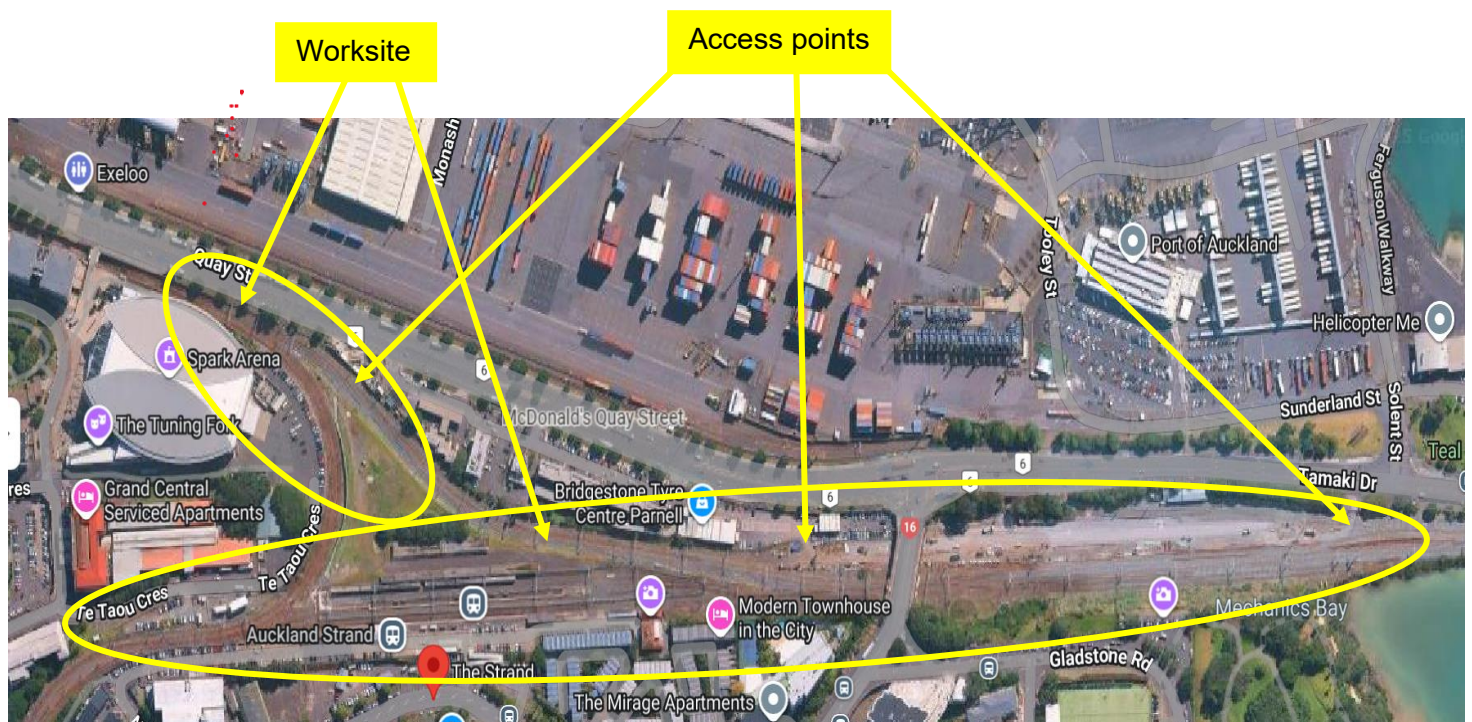 Worksite
Access points
Exeloo
Monash
Quay St
Tooley St
Ferguson Walkway
Port of Auckland
Helicopter Me
Spark Arena
6
6
The Tuning Fork
McDonald's Quay Street
Sunderland St
Solent St
Teal
res
Grand Central
Serviced Apartments
6
6
Tamaki Dr
Bridgestone Tyre
Centre Parnell
6
16
Te Taou Cres
Te Taou Cres
Modern Townhouse
in the City
Mechanics Bay
Auckland Strand
The Strand
Gladstone Rd
The Mirage Apartments